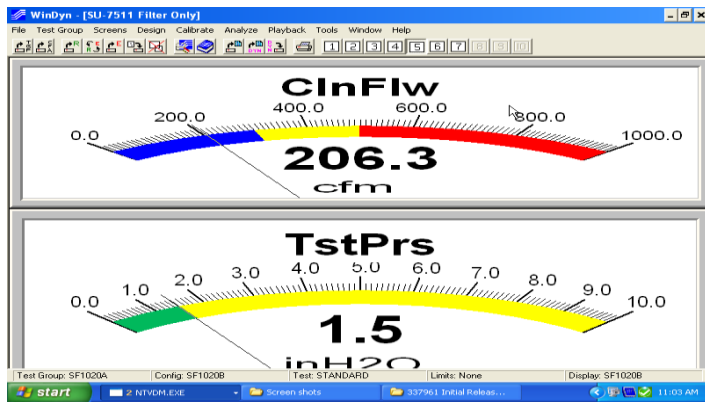 WinDyn - [SU-7511 Filter Only]
File Test Group Screens Design Calibrate Analyze Playback Tools Window Help
1 2 3 4 5 6 7 8 9 10
ClnFlw
0.0 200.0 400.0 600.0 800.0 1000.0
206.3
cfm
TstPrs
0.0 1.0 2.0 3.0 4.0 5.0 6.0 7.0 8.0 9.0 10.0
1.5
inH2O
Test Group: SF1020A Config: SF1020B Test: STANDARD Limits: None Display: SF1020B
start 2 NTVDM.EXE Screen shots 337961 Initial Releas... 11:03 AM